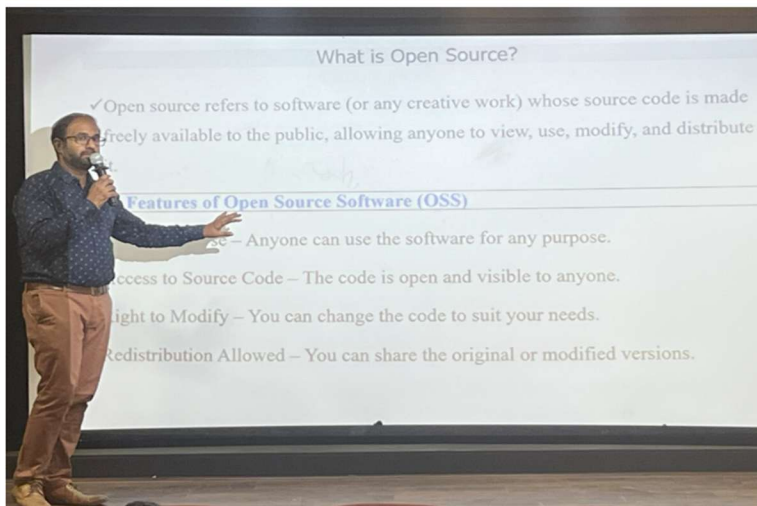 What is Open Source?
✓Open source refers to software (or any creative work) whose source code is made
freely available to the public, allowing anyone to view, use, modify, and distribute
Features of Open Source Software (OSS)
– Anyone can use the software for any purpose.
ccess to Source Code – The code is open and visible to anyone.
ight to Modify – You can change the code to suit your needs.
Redistribution Allowed – You can share the original or modified versions.